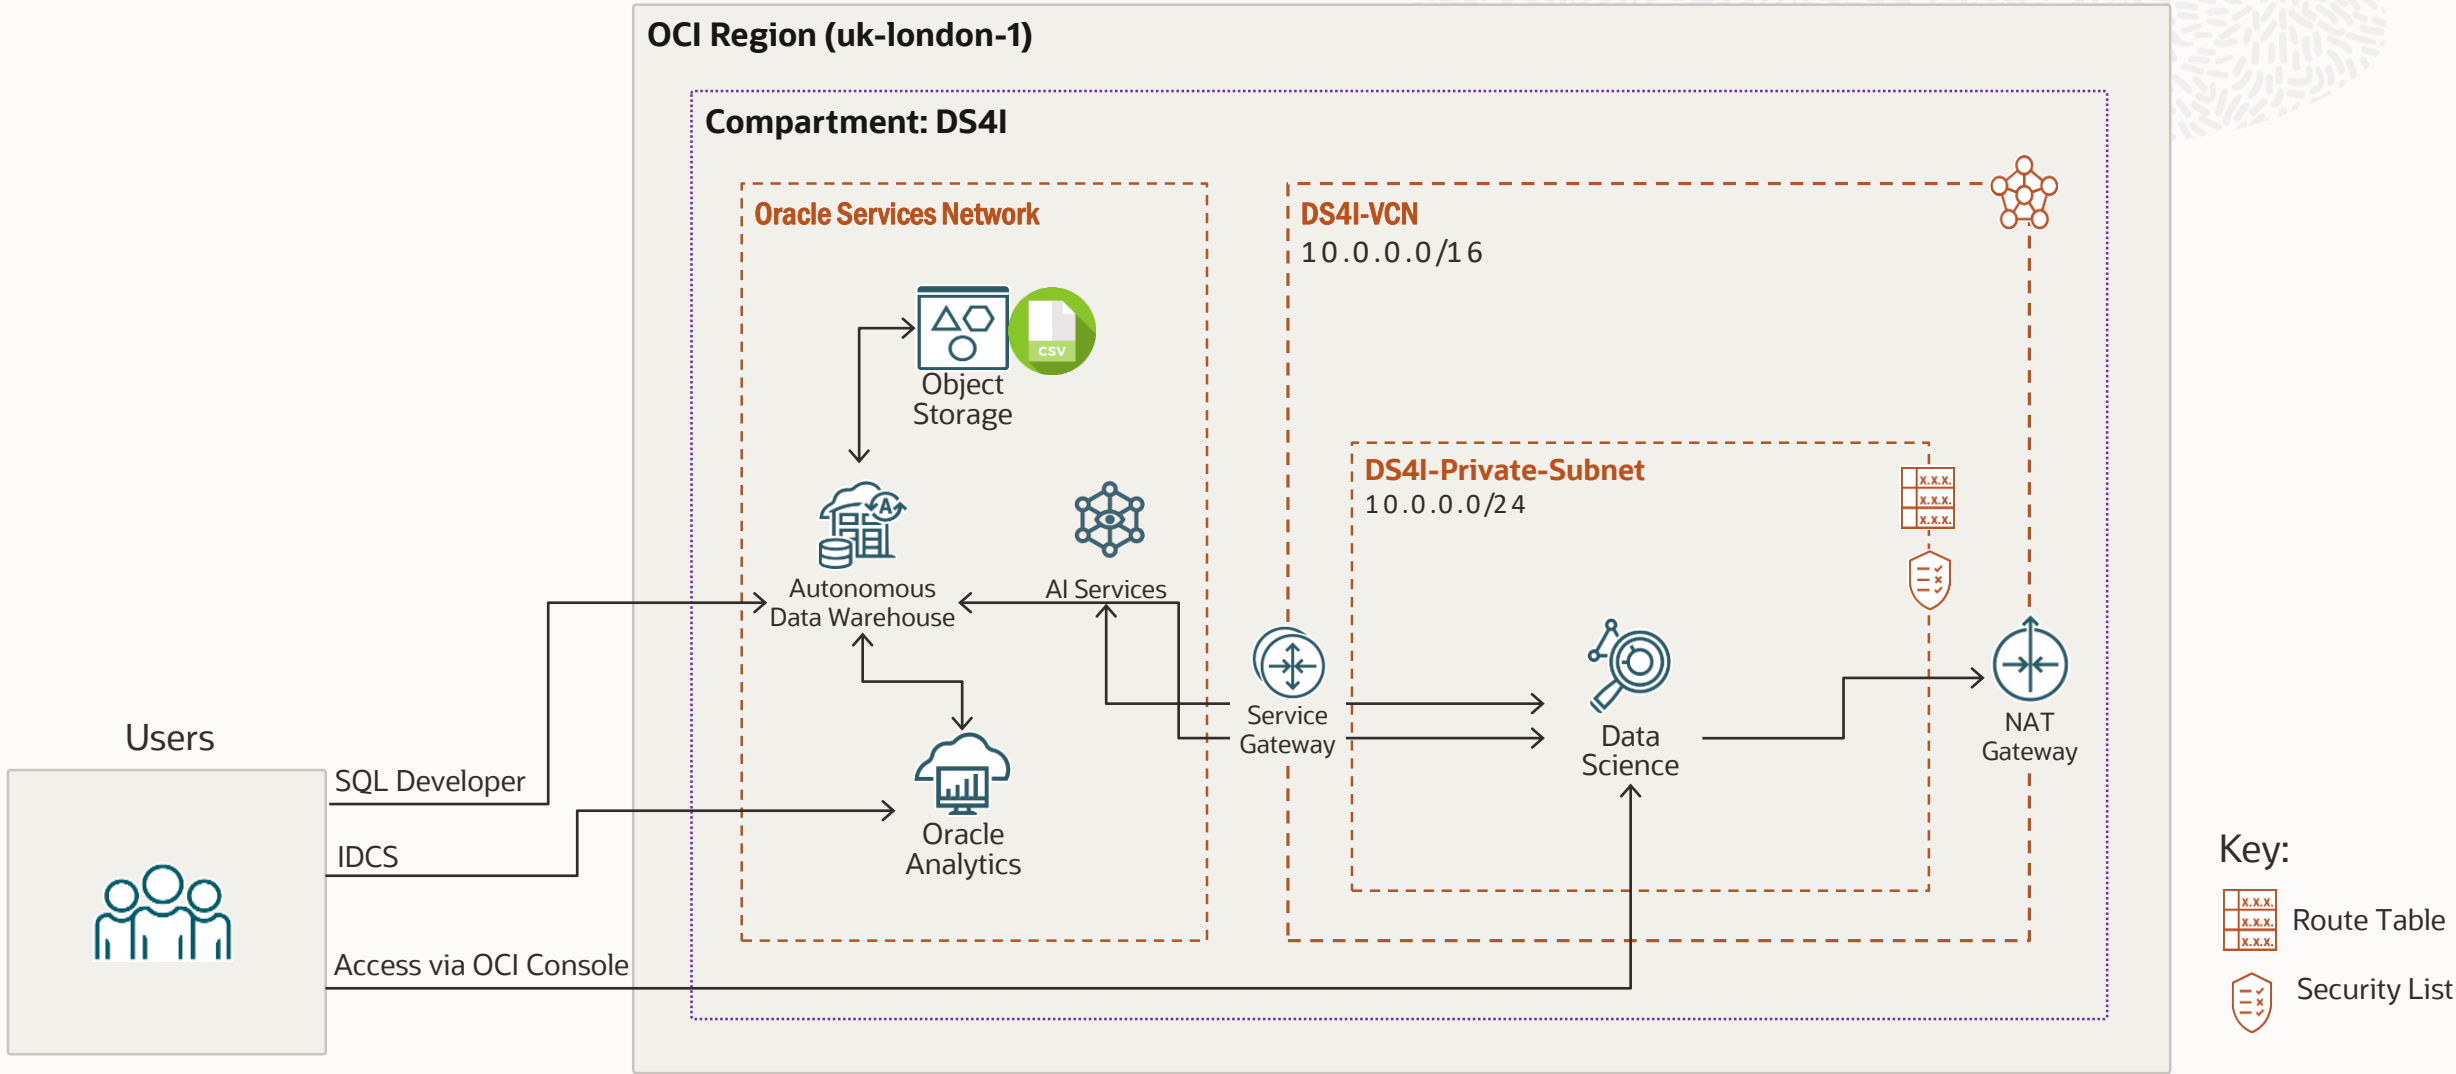 OCI Region (uk-london-1)
Compartment: DS4I
Oracle Services Network
DS4I-VCN
10.0.0.0/16
CSV
Object
Storage
DS4I-Private-Subnet
10.0.0.0/24
X.X.X.
X.X.X.
X.X.X.
A
Autonomous
Data Warehouse
AI Services
Service
Gateway
Data
Science
NAT
Gateway
Users
SQL Developer
IDCS
Access via OCI Console
Oracle
Analytics
Key:
X.X.X.
X.X.X.
X.X.X.
Route Table
Security List